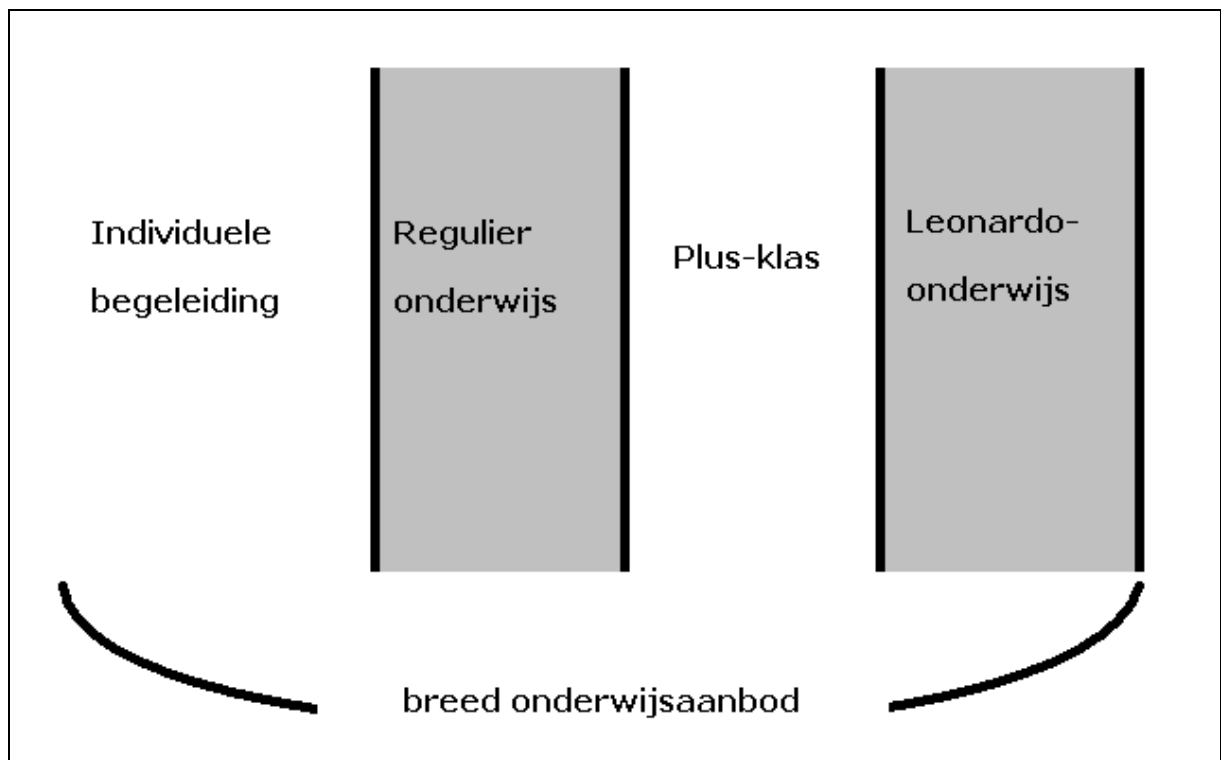 Individuele
begeleiding
Regulier
onderwijs
Plus-klas
Leonardo-
onderwijs
breed onderwijsaanbod